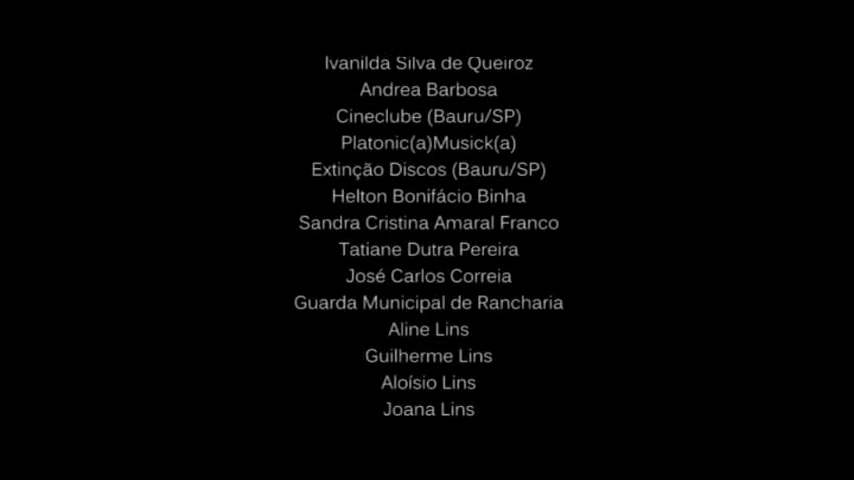 Ivanilda Silva de Queiroz
Andrea Barbosa
Cineclube (Bauru/SP)
Platonic(a)Musick(a)
Extinção Discos (Bauru/SP)
Helton Bonifácio Binha
Sandra Cristina Amaral Franco
Tatiane Dutra Pereira
José Carlos Correia
Guarda Municipal de Rancharia
Aline Lins
Guilherme Lins
Aloísio Lins
Joana Lins